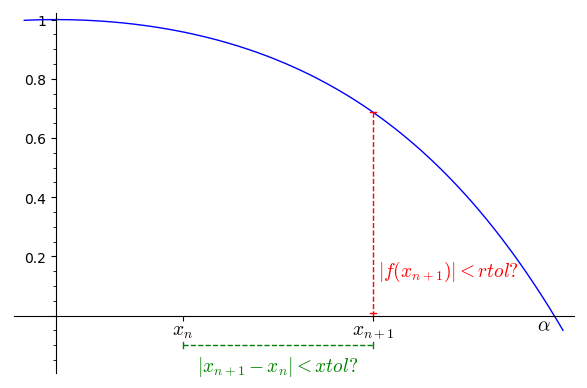 1
0.8
0.6
0.4
0.2
|f(xₙ₊₁)| < rtol?
xₙ xₙ₊₁ α
|xₙ₊₁ − xₙ| < xtol?